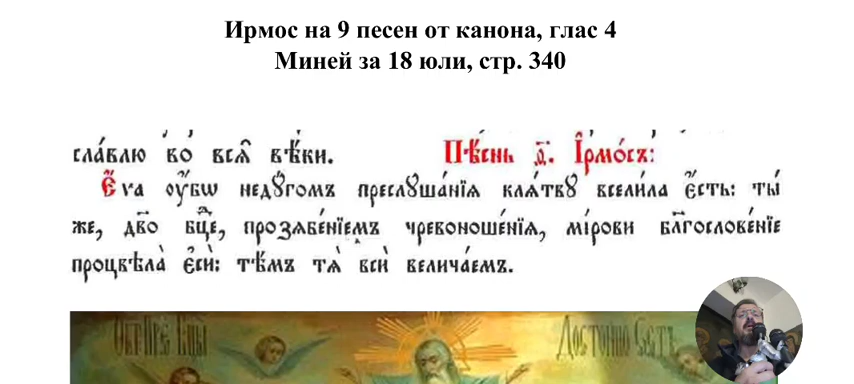 Ирмос на 9 песен от канона, глас 4
Миней за 18 юли, стр. 340
сла́влю во̀ всѧ̑ вѣ́ки. Пѣ́снь д҃. І҆рмо́съ:
Є҆́ѵа ᲂу҆́бѡ недꙋ́гомъ преслꙋша́нїѧ клѧ́твꙋ всели́ла є҆́сть: ты́
же, дв҃о бц҃е, прозѧбе́нїемъ чревоноше́нїѧ, мі́рови бл҃гослове́нїе
процвѣла̀ є҆сѝ: тѣ́мъ тѧ̀ всѝ велича́емъ.